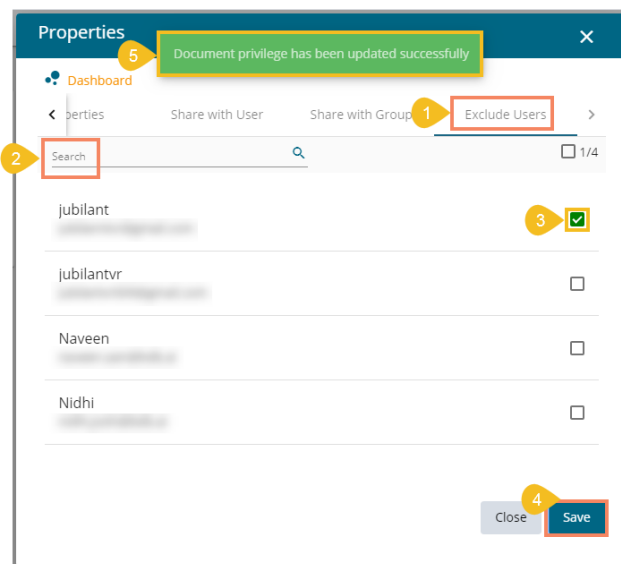 Properties
5
Document privilege has been updated successfully
Dashboard
perties Share with User Share with Group 1 Exclude Users
2 Search 1/4
jubilant
3
jubilantvr
Naveen
Nidhi
4
Close Save